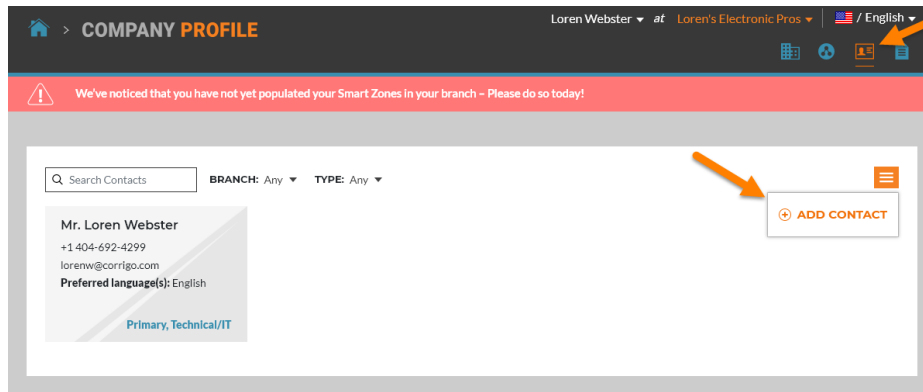 > COMPANY PROFILE
Loren Webster ▾ at Loren's Electronic Pros ▾ / English ▾
We've noticed that you have not yet populated your Smart Zones in your branch – Please do so today!
Search Contacts BRANCH: Any ▾ TYPE: Any ▾
ADD CONTACT
Mr. Loren Webster
+1 404-692-4299
lorenw@corrigo.com
Preferred language(s): English
Primary, Technical/IT